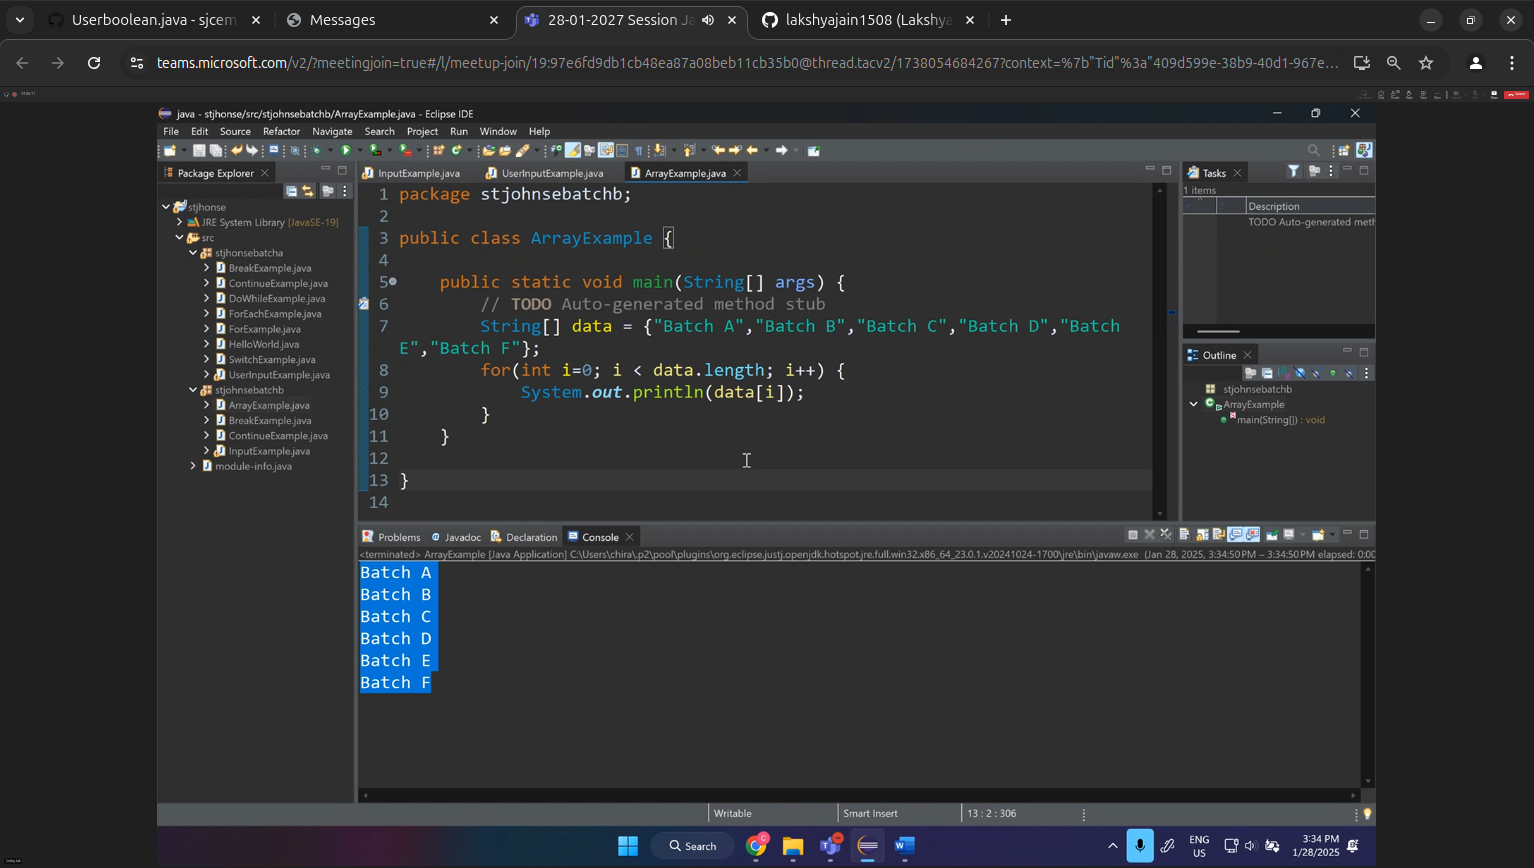 Userboolean.java - sjcem
Messages
28-01-2027 Session Ja
lakshyajain1508 (Lakshya
teams.microsoft.com/v2/?meetingjoin=true#/l/meetup-join/19:97e6fd9db1cb48ea87a08beb11cb35b0@thread.tacv2/1738054684267?context=%7b"Tid"%3a"409d599e-38b9-40d1-967e...
java - stjhonse/src/stjohnsebatchb/ArrayExample.java - Eclipse IDE
File Edit Source Refactor Navigate Search Project Run Window Help
Package Explorer
stjhonse
JRE System Library [JavaSE-19]
src
stjhonsebatcha
BreakExample.java
ContinueExample.java
DoWhileExample.java
ForEachExample.java
ForExample.java
HelloWorld.java
SwitchExample.java
UserInputExample.java
stjohnsebatchb
ArrayExample.java
BreakExample.java
ContinueExample.java
InputExample.java
module-info.java
InputExample.java UserInputExample.java ArrayExample.java
1 package stjohnsebatchb;
2
3 public class ArrayExample {
4
5 public static void main(String[] args) {
6 // TODO Auto-generated method stub
7 String[] data = {"Batch A","Batch B","Batch C","Batch D","Batch
E","Batch F"};
8 for(int i=0; i < data.length; i++) {
9 System.out.println(data[i]);
10 }
11 }
12
13 }
14
Tasks
1 items
Description
TODO Auto-generated meth
Outline
stjohnsebatchb
ArrayExample
main(String[]) : void
Problems Javadoc Declaration Console
<terminated> ArrayExample [Java Application] C:\Users\chira\.p2\pool\plugins\org.eclipse.justj.openjdk.hotspot.jre.full.win32.x86_64_23.0.1.v20241024-1700\jre\bin\javaw.exe (Jan 28, 2025, 3:34:50 PM – 3:34:50 PM elapsed: 0:00
Batch A
Batch B
Batch C
Batch D
Batch E
Batch F
Writable
Smart Insert
13 : 2 : 306
Search
ENG
US
3:34 PM
1/28/2025